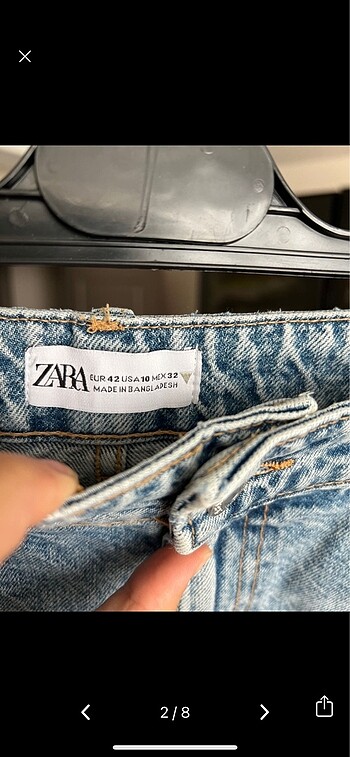 ZARA
EUR 42 USA 10 MEX 32
MADE IN BANGLADESH
2/8